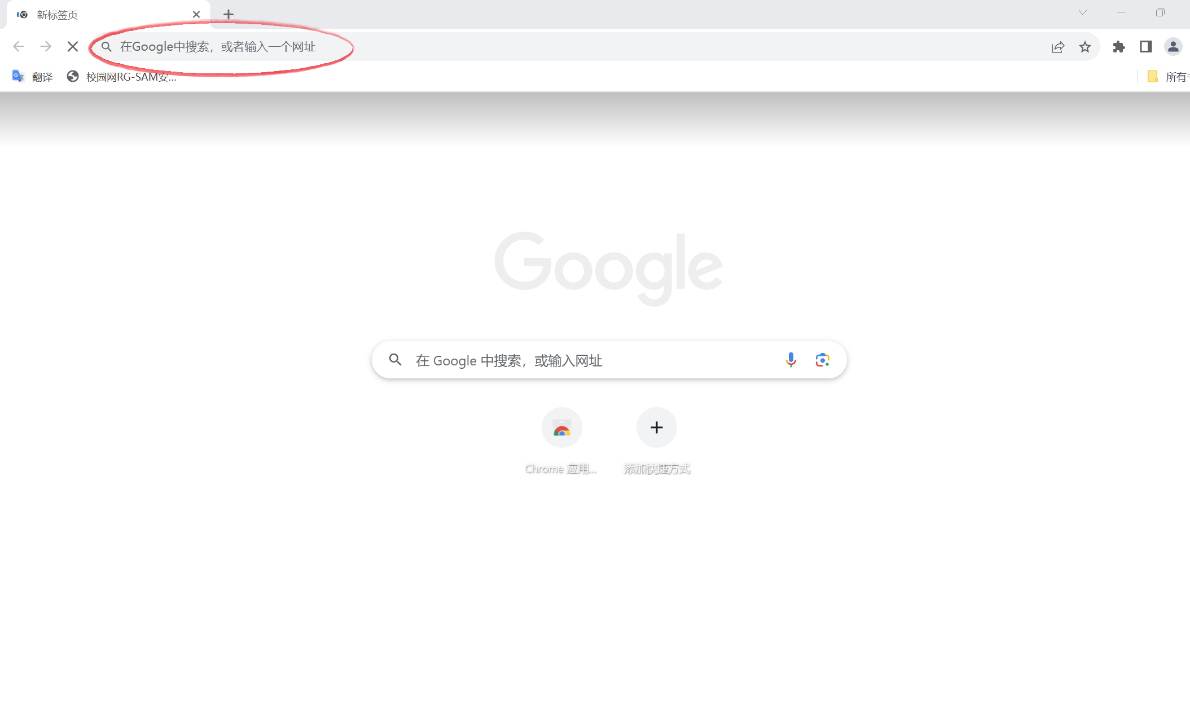 新标签页
在Google中搜索，或者输入一个网址
翻译
校园网RG-SAM安...
所有
Google
在 Google 中搜索，或输入网址
Chrome 应用...
添加快捷方式